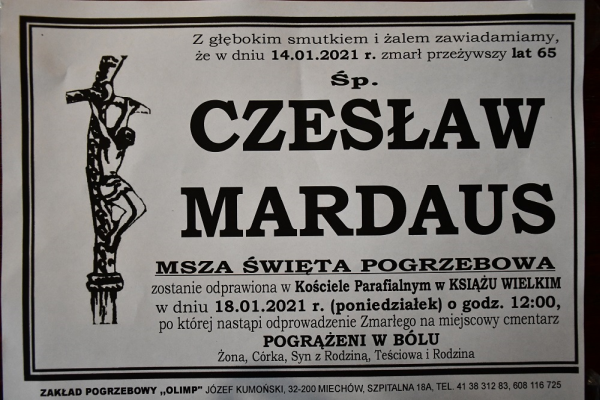 Z głębokim smutkiem i żalem zawiadamiamy,
że w dniu 14.01.2021 r. zmarł przeżywszy lat 65
Śp.
CZESŁAW
MARDAUS
MSZA ŚWIĘTA POGRZEBOWA
zostanie odprawiona w Kościele Parafialnym w KSIĄŻU WIELKIM
w dniu 18.01.2021 r. (poniedziałek) o godz. 12:00,
po której nastąpi odprowadzenie Zmarłego na miejscowy cmentarz
POGRĄŻENI W BÓLU
Żona, Córka, Syn z Rodziną, Teściowa i Rodzina
ZAKŁAD POGRZEBOWY ,,OLIMP" JÓZEF KUMOŃSKI, 32-200 MIECHÓW, SZPITALNA 18A, TEL. 41 38 312 83, 608 116 725